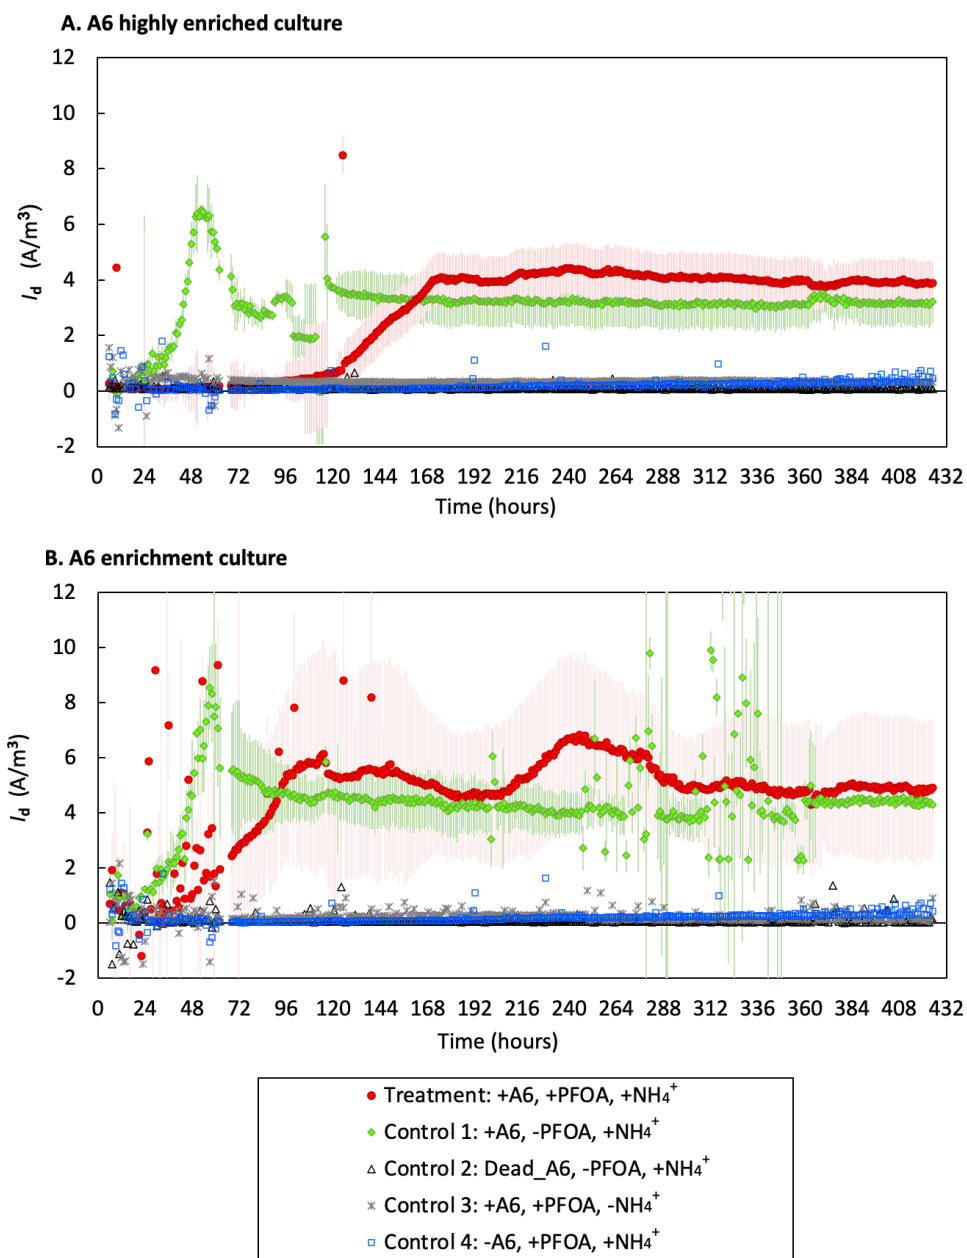 A. A6 highly enriched culture
12
10
8
6
4
2
0
-2
I_d (A/m³)
0 24 48 72 96 120 144 168 192 216 240 264 288 312 336 360 384 408 432
Time (hours)
B. A6 enrichment culture
12
10
8
6
4
2
0
-2
I_d (A/m³)
0 24 48 72 96 120 144 168 192 216 240 264 288 312 336 360 384 408 432
Time (hours)
Treatment: +A6, +PFOA, +NH₄⁺
Control 1: +A6, -PFOA, +NH₄⁺
Control 2: Dead_A6, -PFOA, +NH₄⁺
Control 3: +A6, +PFOA, -NH₄⁺
Control 4: -A6, +PFOA, +NH₄⁺